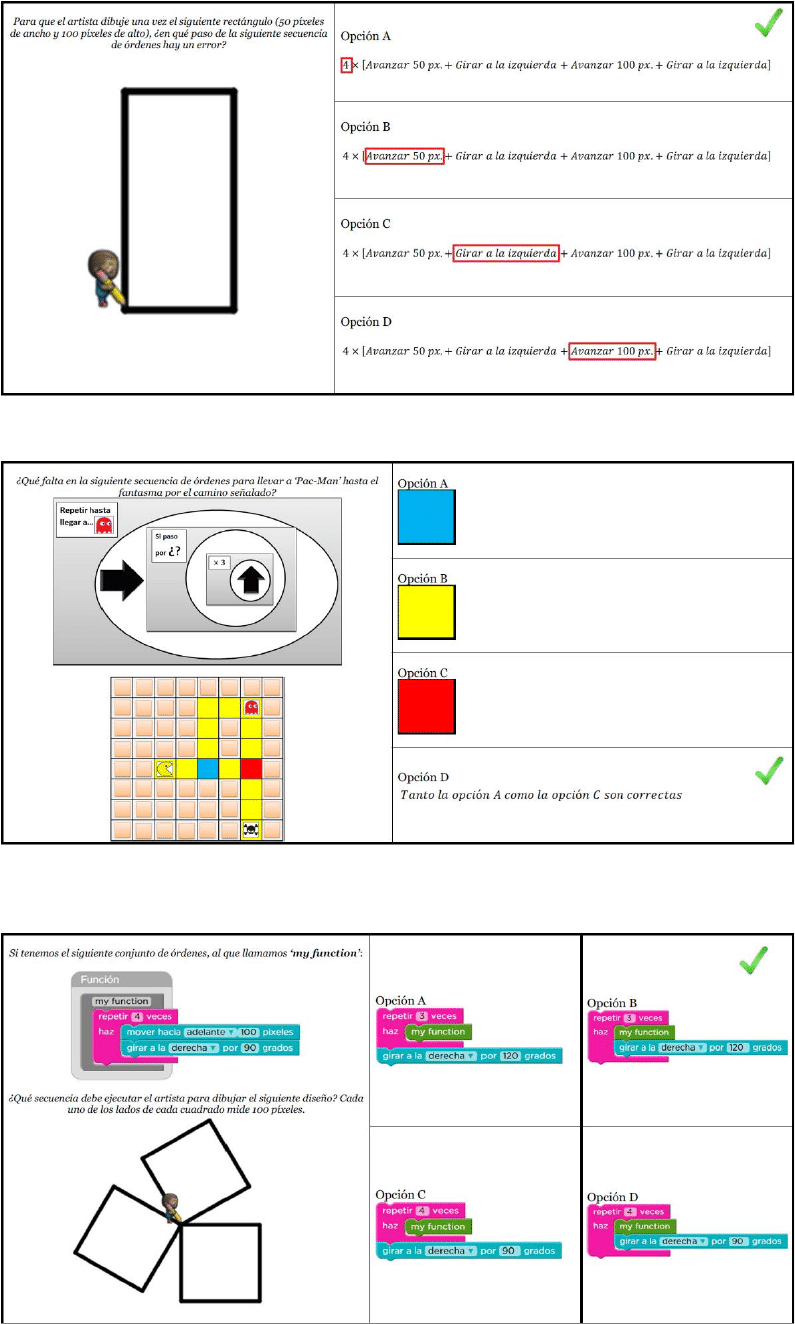 Para que el artista dibuje una vez el siguiente rectángulo (50 píxeles
de ancho y 100 píxeles de alto), ¿en qué paso de la siguiente secuencia
de órdenes hay un error?
Opción A
4 × [Avanzar 50 px. + Girar a la izquierda + Avanzar 100 px. + Girar a la izquierda]
Opción B
4 × [Avanzar 50 px. + Girar a la izquierda + Avanzar 100 px. + Girar a la izquierda]
Opción C
4 × [Avanzar 50 px. + Girar a la izquierda + Avanzar 100 px. + Girar a la izquierda]
Opción D
4 × [Avanzar 50 px. + Girar a la izquierda + Avanzar 100 px. + Girar a la izquierda]
¿Qué falta en la siguiente secuencia de órdenes para llevar a ‘Pac-Man’ hasta el
fantasma por el camino señalado?
Repetir hasta
llegar a...
Si paso
por ¿?
x 3
Opción A
Opción B
Opción C
Opción D
Tanto la opción A como la opción C son correctas
Si tenemos el siguiente conjunto de órdenes, al que llamamos ‘my function’:
Función
my function
repetir 4 veces
haz mover hacia adelante 100 píxeles
girar a la derecha por 90 grados
¿Qué secuencia debe ejecutar el artista para dibujar el siguiente diseño? Cada
uno de los lados de cada cuadrado mide 100 píxeles.
Opción A
repetir 3 veces
haz my function
girar a la derecha por 120 grados
Opción B
repetir 3 veces
haz my function
girar a la derecha por 120 grados
Opción C
repetir 4 veces
haz my function
girar a la derecha por 90 grados
Opción D
repetir 4 veces
haz my function
girar a la derecha por 90 grados